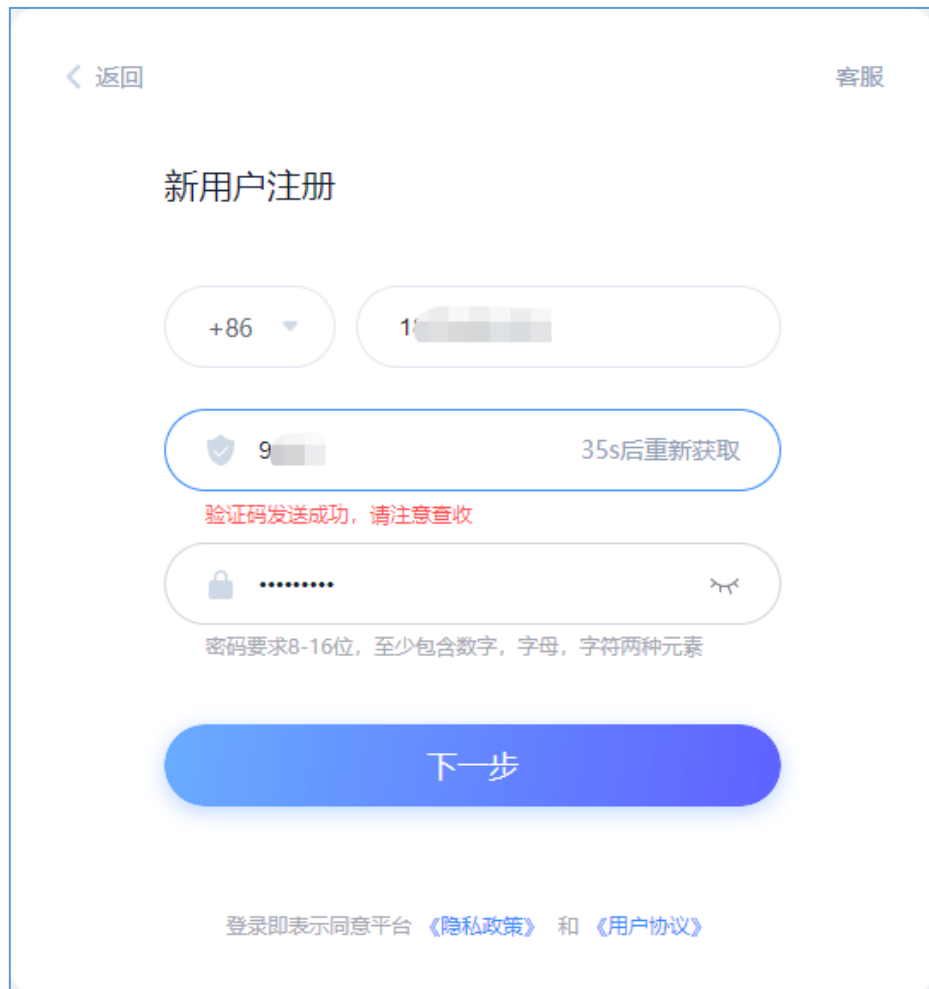 返回
客服
新用户注册
+86
35s后重新获取
验证码发送成功，请注意查收
•••••••••
密码要求8-16位，至少包含数字，字母，字符两种元素
下一步
登录即表示同意平台 《隐私政策》 和 《用户协议》